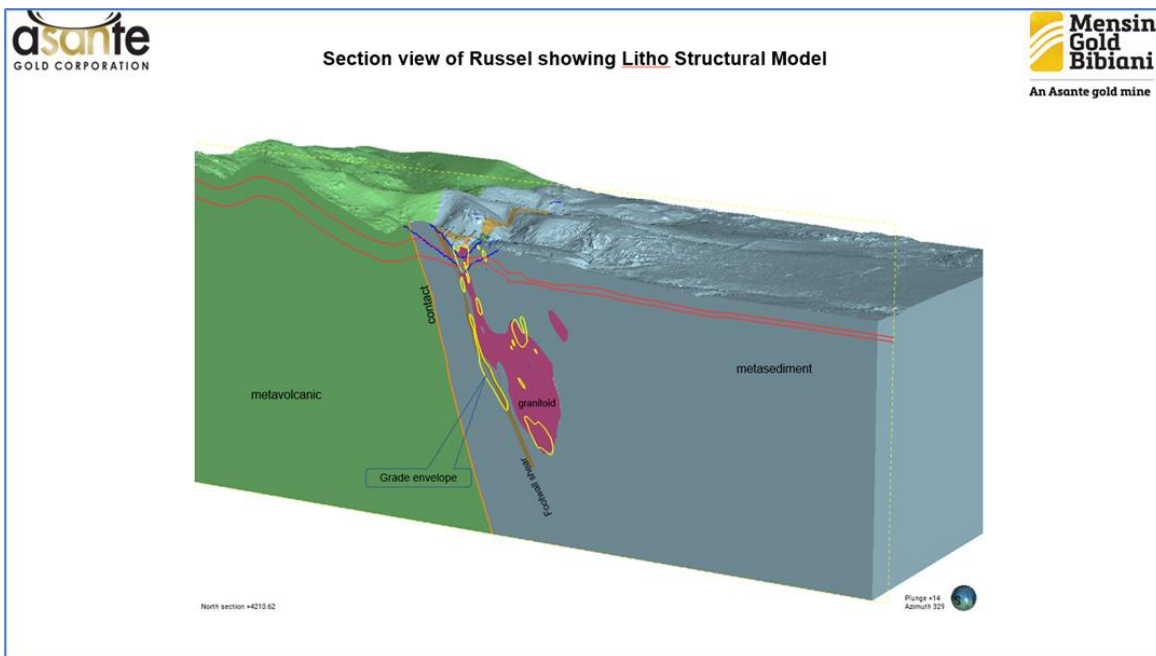 asante
GOLD CORPORATION
Section view of Russel showing Litho Structural Model
Mensin
Gold
Bibiani
An Asante gold mine
contact
metavolcanic
metasediment
granitoid
Grade envelope
Footwall shear
North section +4210.62
Plunge +14
Azimuth 329